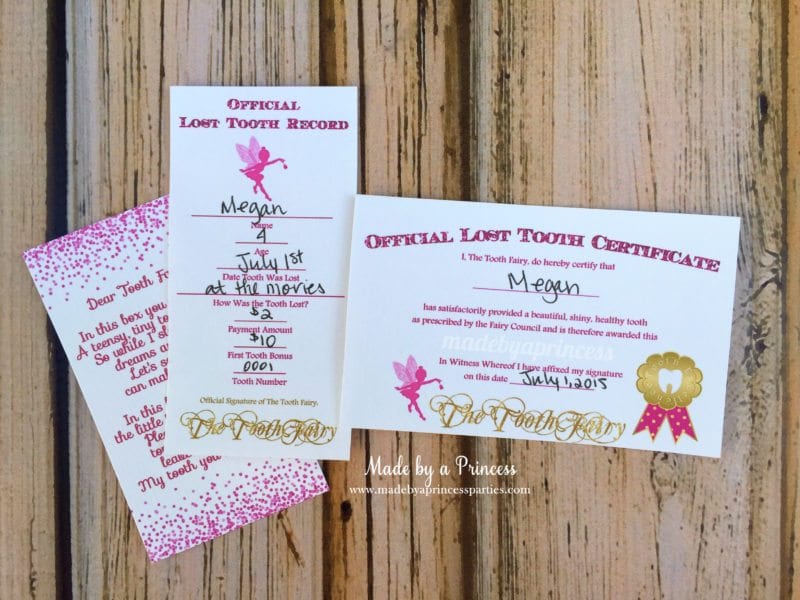 Dear Tooth
In this box you
A teensy, tiny to
So while I
dreams
Let's
can ma
In this
the little
Ple
to
leav
My tooth you
Official
Lost Tooth Record
Megan
Name
4
Age
July 1st
Date Tooth Was Lost
at the movies
How Was the Tooth Lost?
$2
Payment Amount
$10
First Tooth Bonus
0001
Tooth Number
Official Signature of The Tooth Fairy,
The Tooth Fairy
Official Lost Tooth Certificate
I, The Tooth Fairy, do hereby certify that
Megan
has satisfactorily provided a beautiful, shiny, healthy tooth
as prescribed by the Fairy Council and is therefore awarded this
madebyaprincess
In Witness Whereof I have affixed my signature
on this date July 1, 2015
The Tooth Fairy
Made by a Princess
www.madebyaprincessparties.com